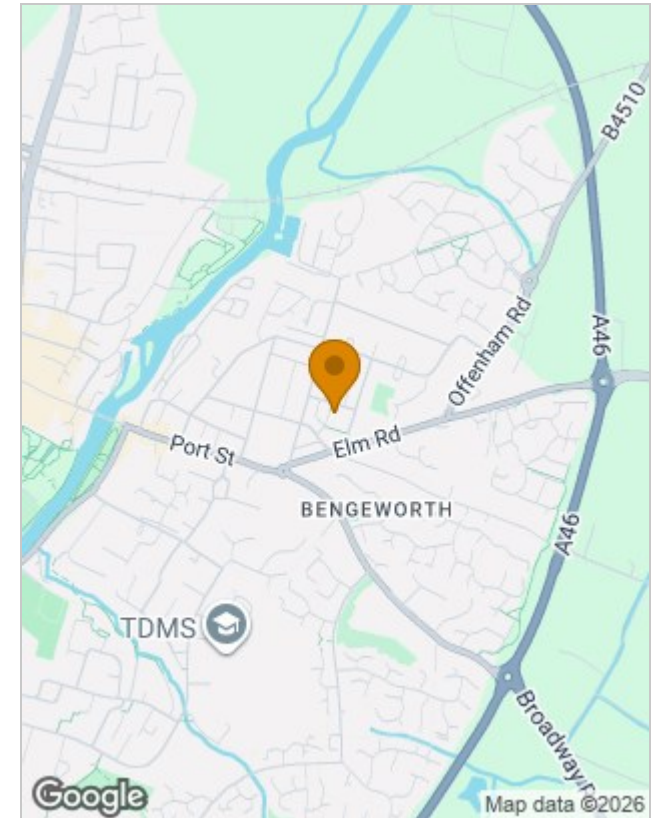 B4510
A46
Offenham Rd
Elm Rd
Port St
BENGEWORTH
A46
TDMS
Broadway
Google
Map data ©2026